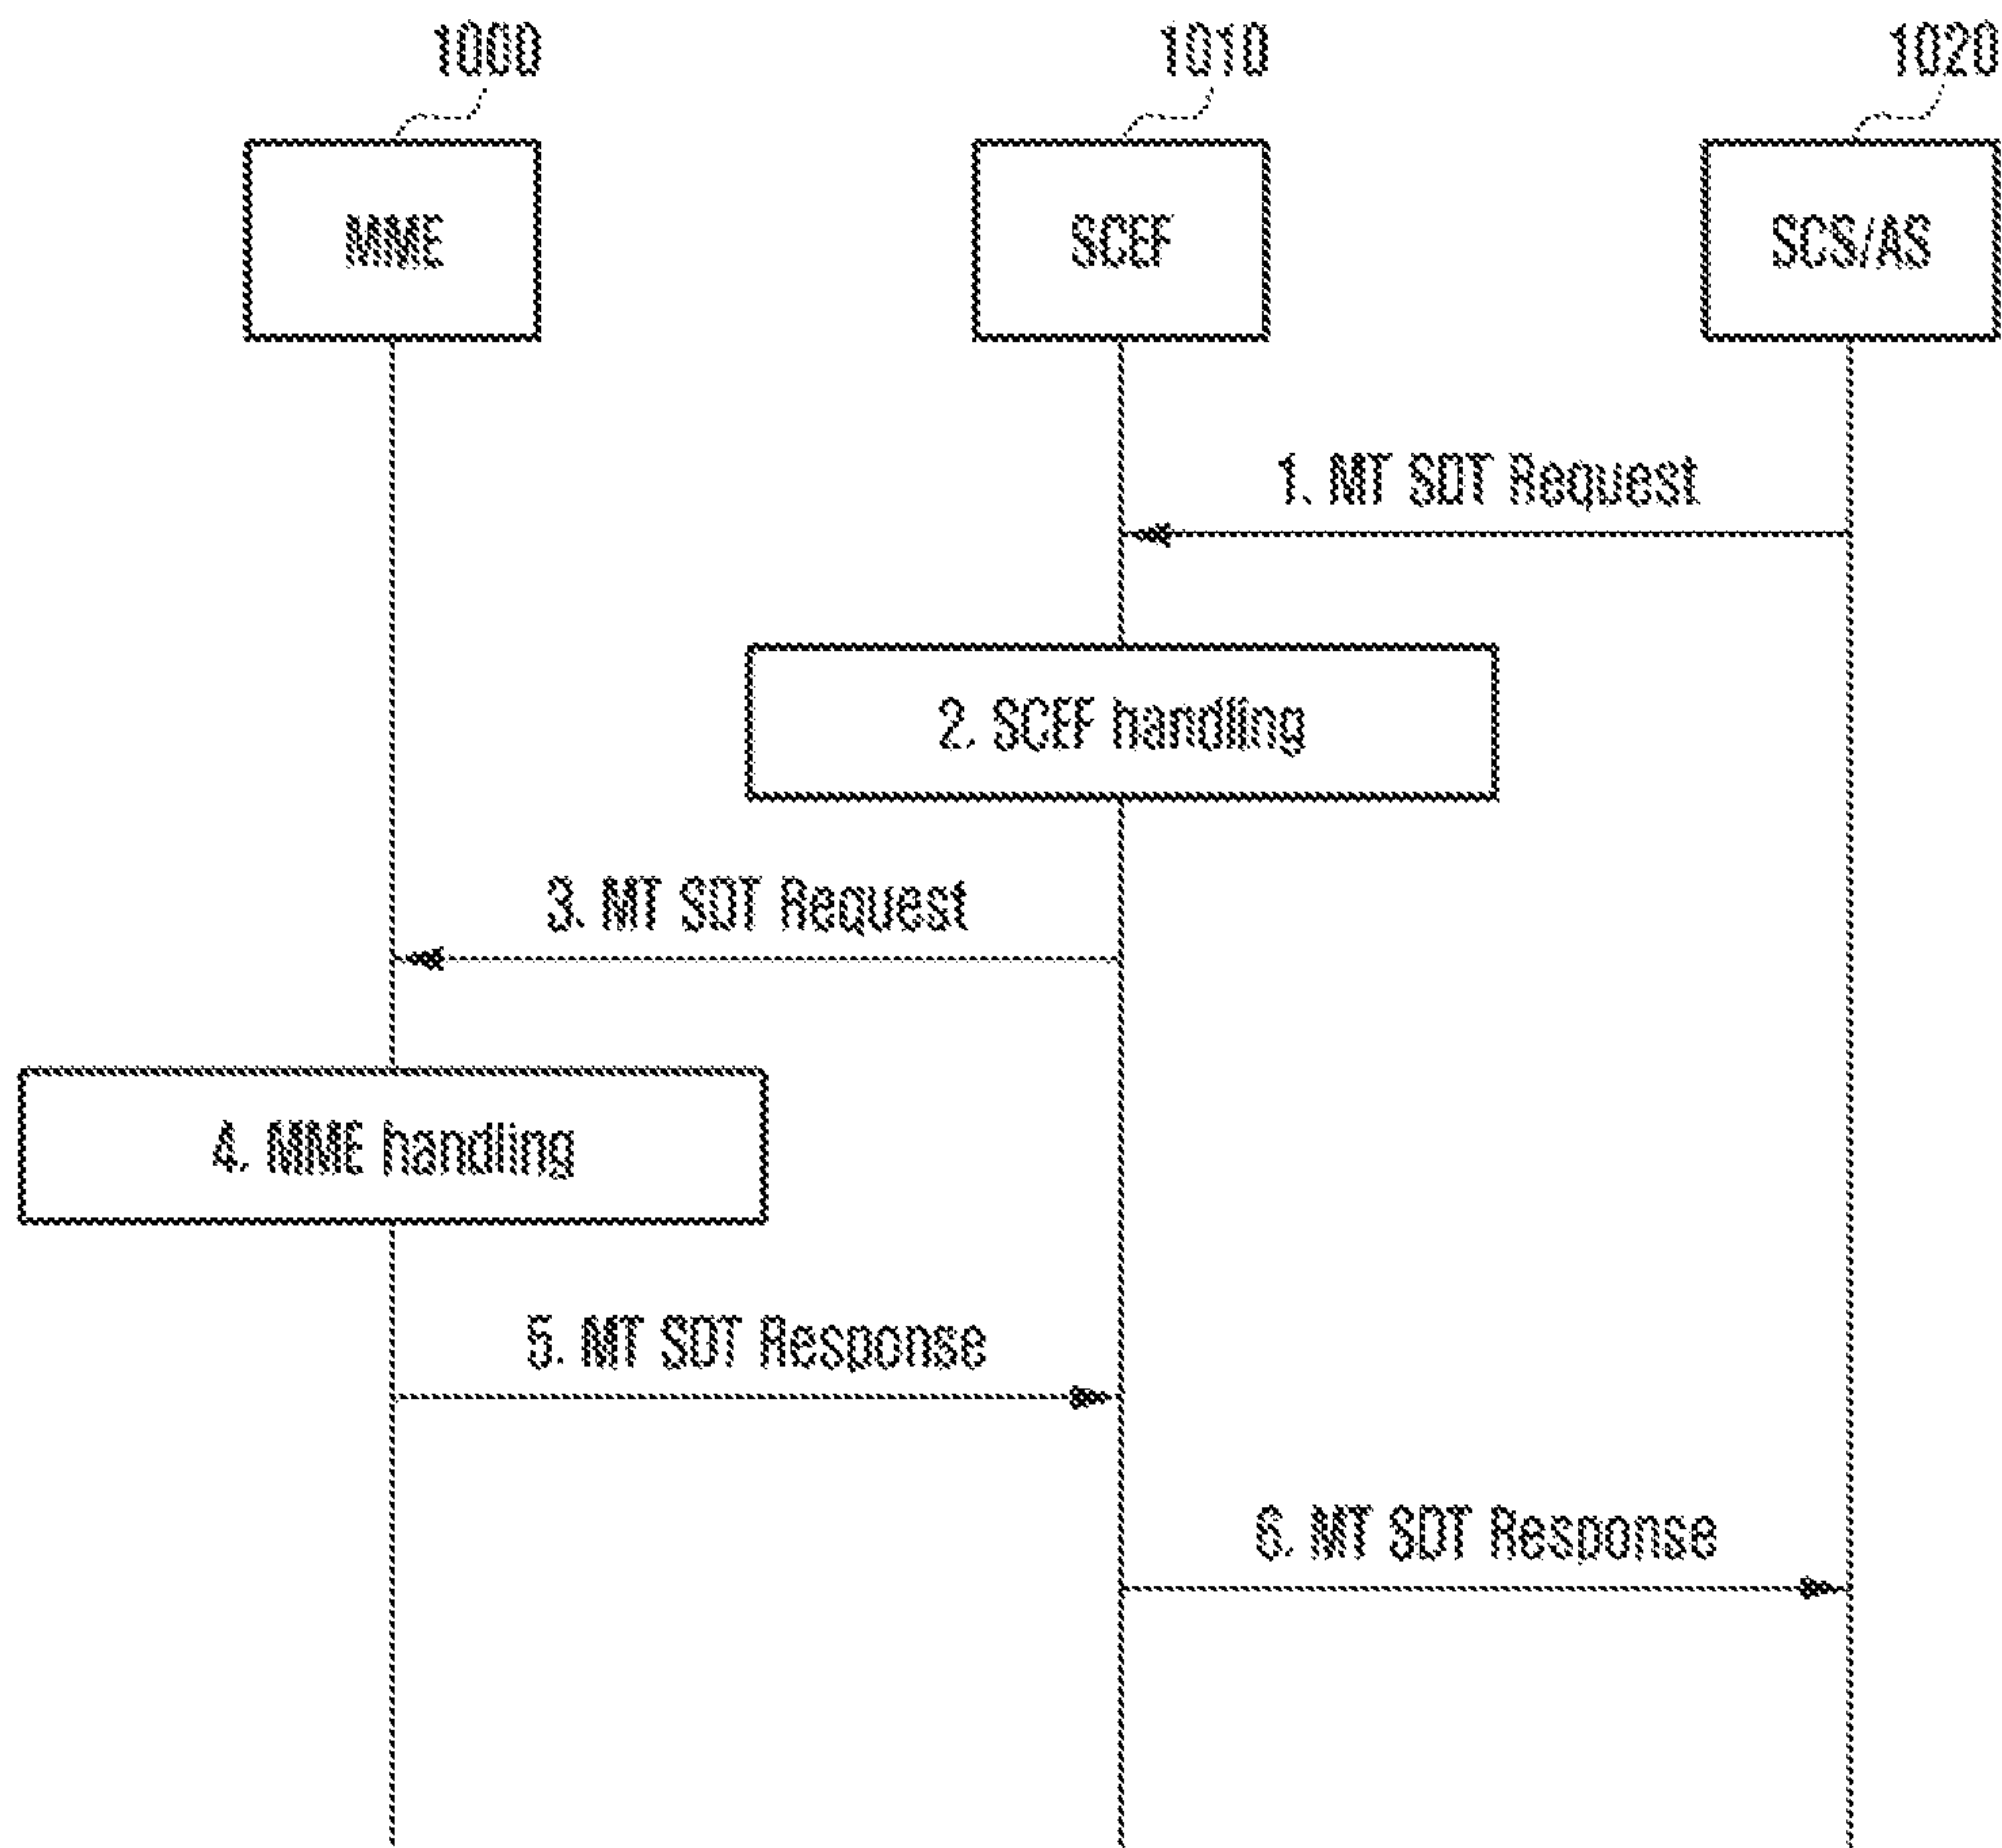 1000
1010
1020
MME
SCEF
SCS/AS
1. MT SDT Request
2. SCEF handling
3. MT SDT Request
4. MME handling
5. MT SDT Response
6. MT SDT Response